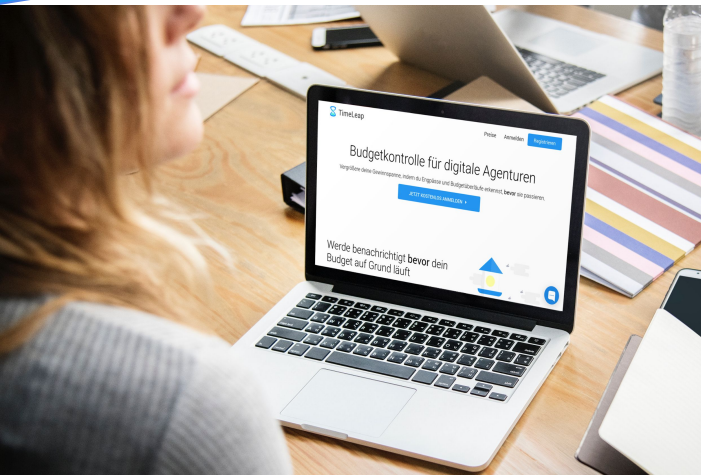 TimeLeap
Preise Anmelden Registrieren
Budgetkontrolle für digitale Agenturen
Vergrößere deine Gewinnspanne, indem du Engpässe und Budgetüberläufe erkennst, bevor sie passieren.
JETZT KOSTENLOS ANMELDEN
Werde benachrichtigt bevor dein
Budget auf Grund läuft